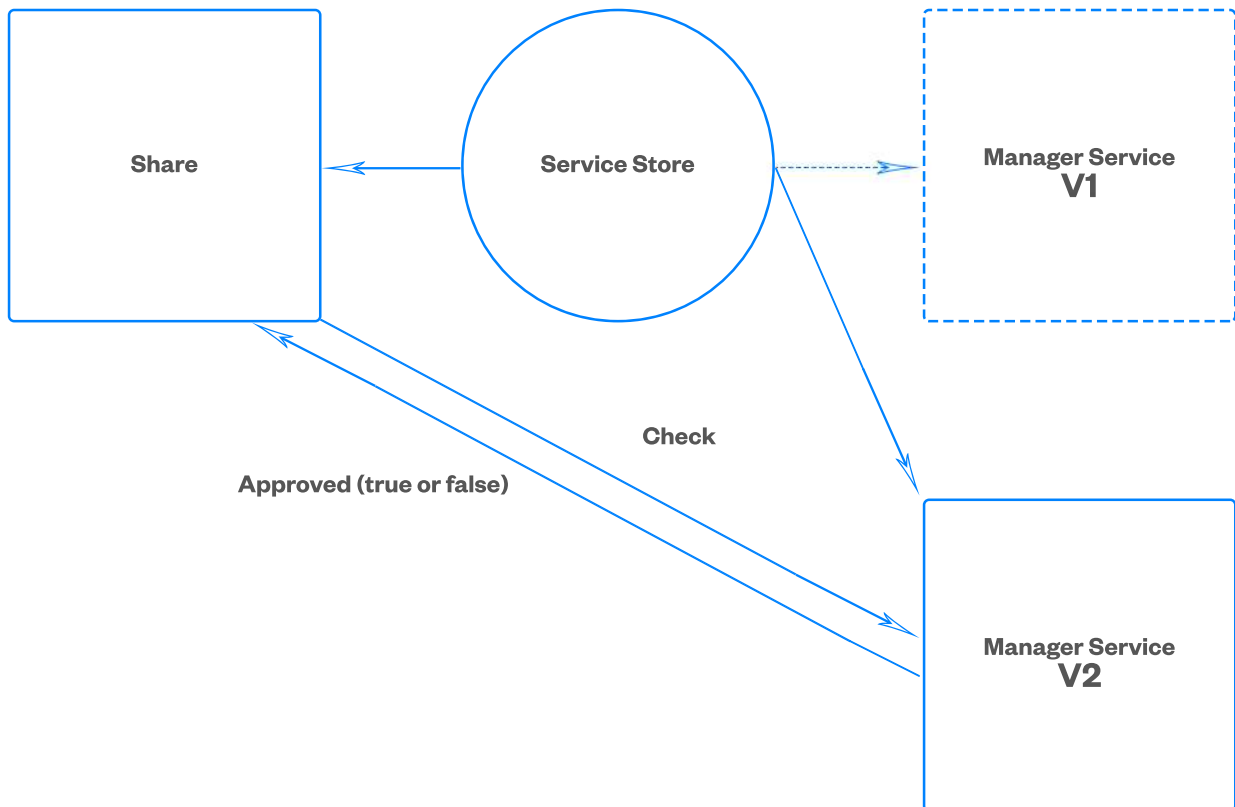 Share
Service Store
Manager Service
V1
Check
Approved (true or false)
Manager Service
V2